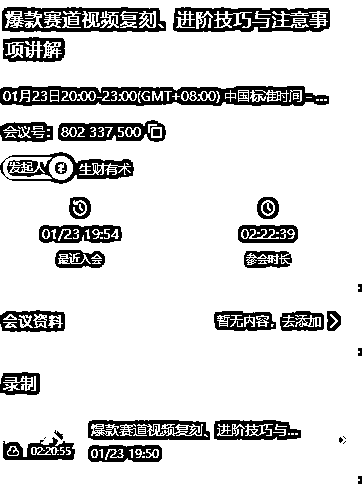 爆款赛道视频复刻、进阶技巧与注意事
项讲解
01月23日20:00-23:00(GMT+08:00) 中国标准时间 - ...
会议号：802 337 500
发起人 生财有术
01/23 19:54
最近入会
02:22:39
参会时长
会议资料 暂无内容，去添加
录制
爆款赛道视频复刻、进阶技巧与...
02:20:55
01/23 19:50